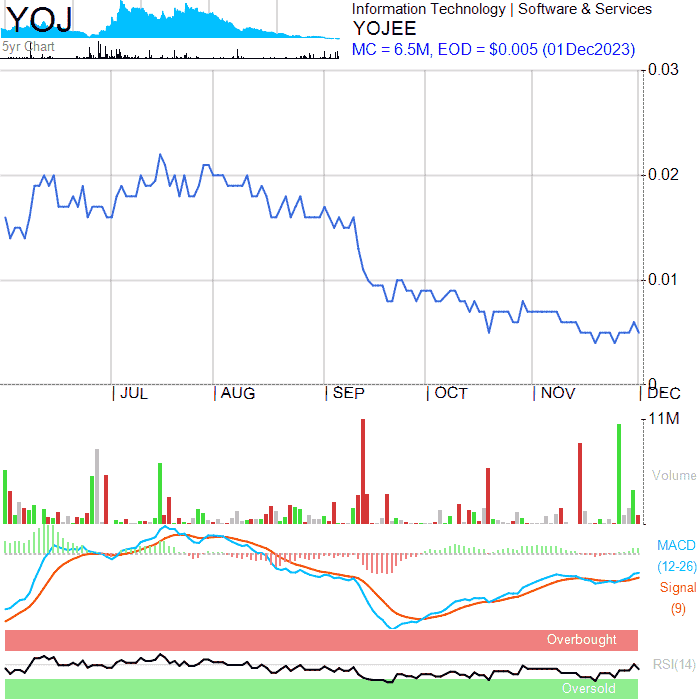 YOJ
5yr Chart
Information Technology | Software & Services
YOJEE
MC = 6.5M, EOD = $0.005 (01Dec2023)
0.03
0.02
0.01
0
JUL AUG SEP OCT NOV DEC
11M
Volume
MACD
(12-26)
Signal
(9)
Overbought
RSI(14)
Oversold